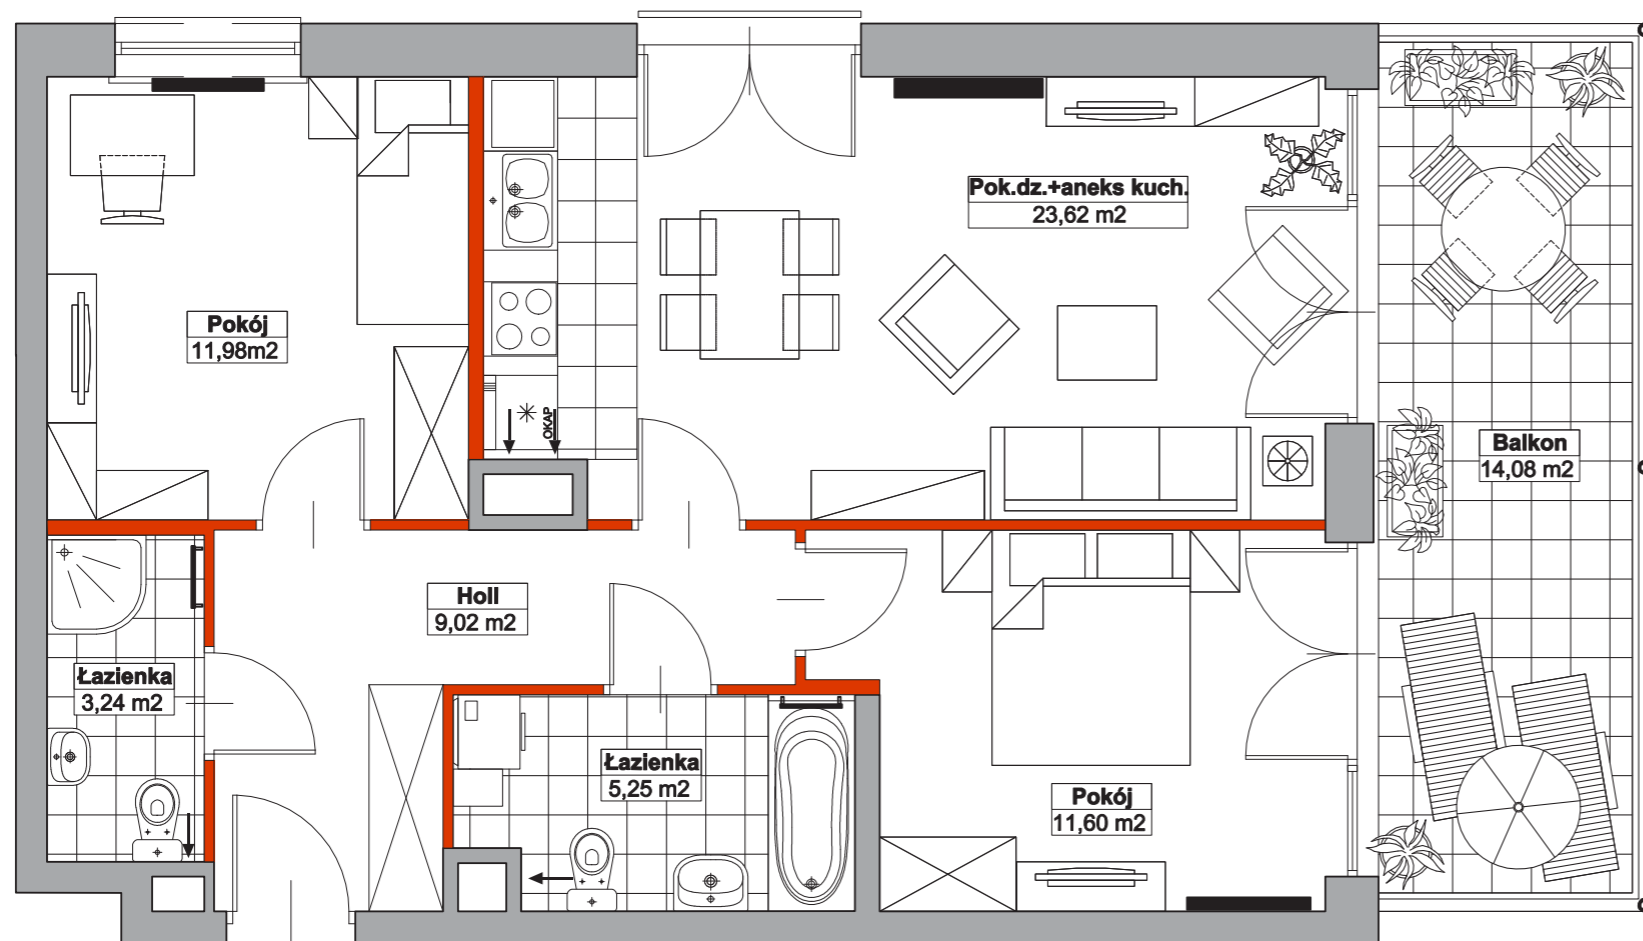 Pok.dz.+aneks kuch.
23,62 m2
Pokój
11,98m2
OKAP
Balkon
14,08 m2
Holl
9,02 m2
Łazienka
3,24 m2
Łazienka
5,25 m2
Pokój
11,60 m2